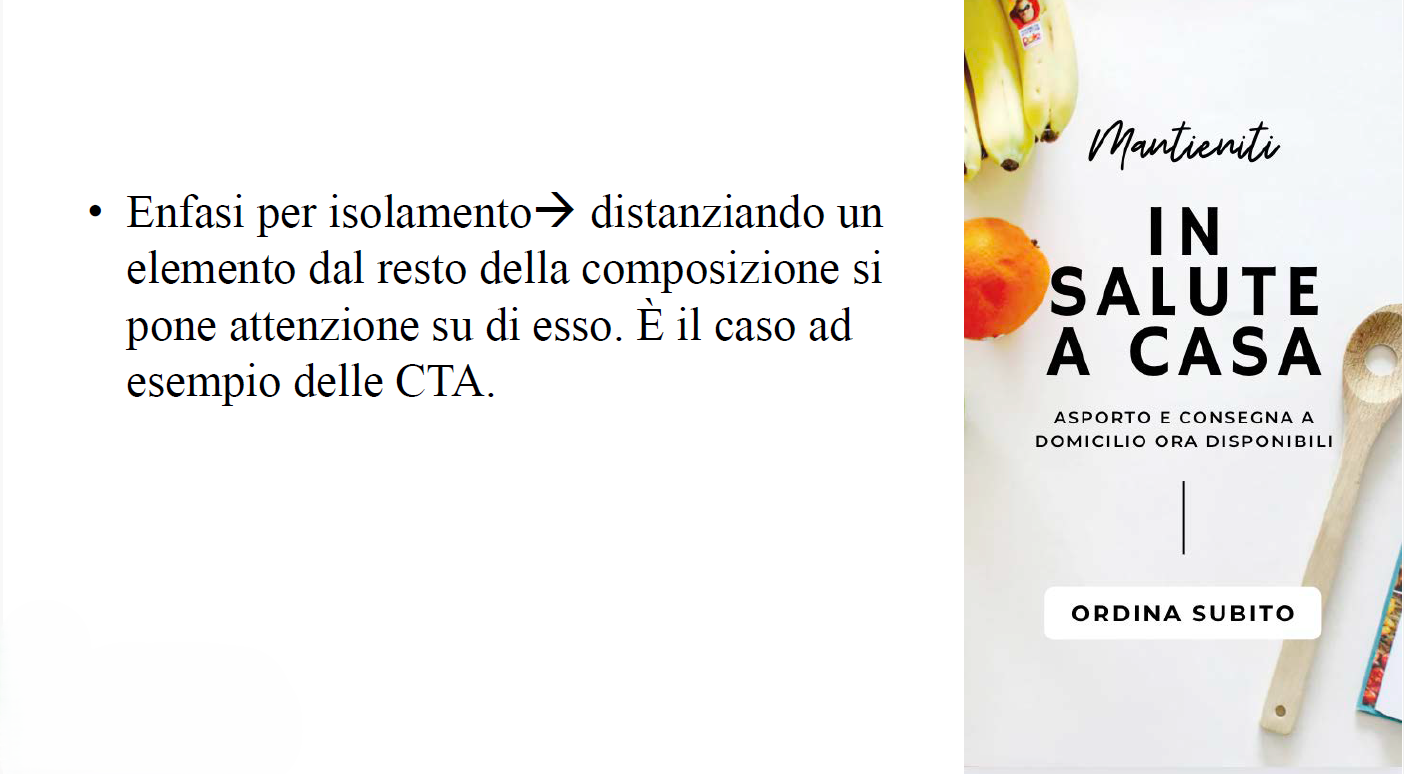 • Enfasi per isolamento→ distanziando un
elemento dal resto della composizione si
pone attenzione su di esso. È il caso ad
esempio delle CTA.
Mantieniti
IN
SALUTE
A CASA
ASPORTO E CONSEGNA A
DOMICILIO ORA DISPONIBILI
ORDINA SUBITO